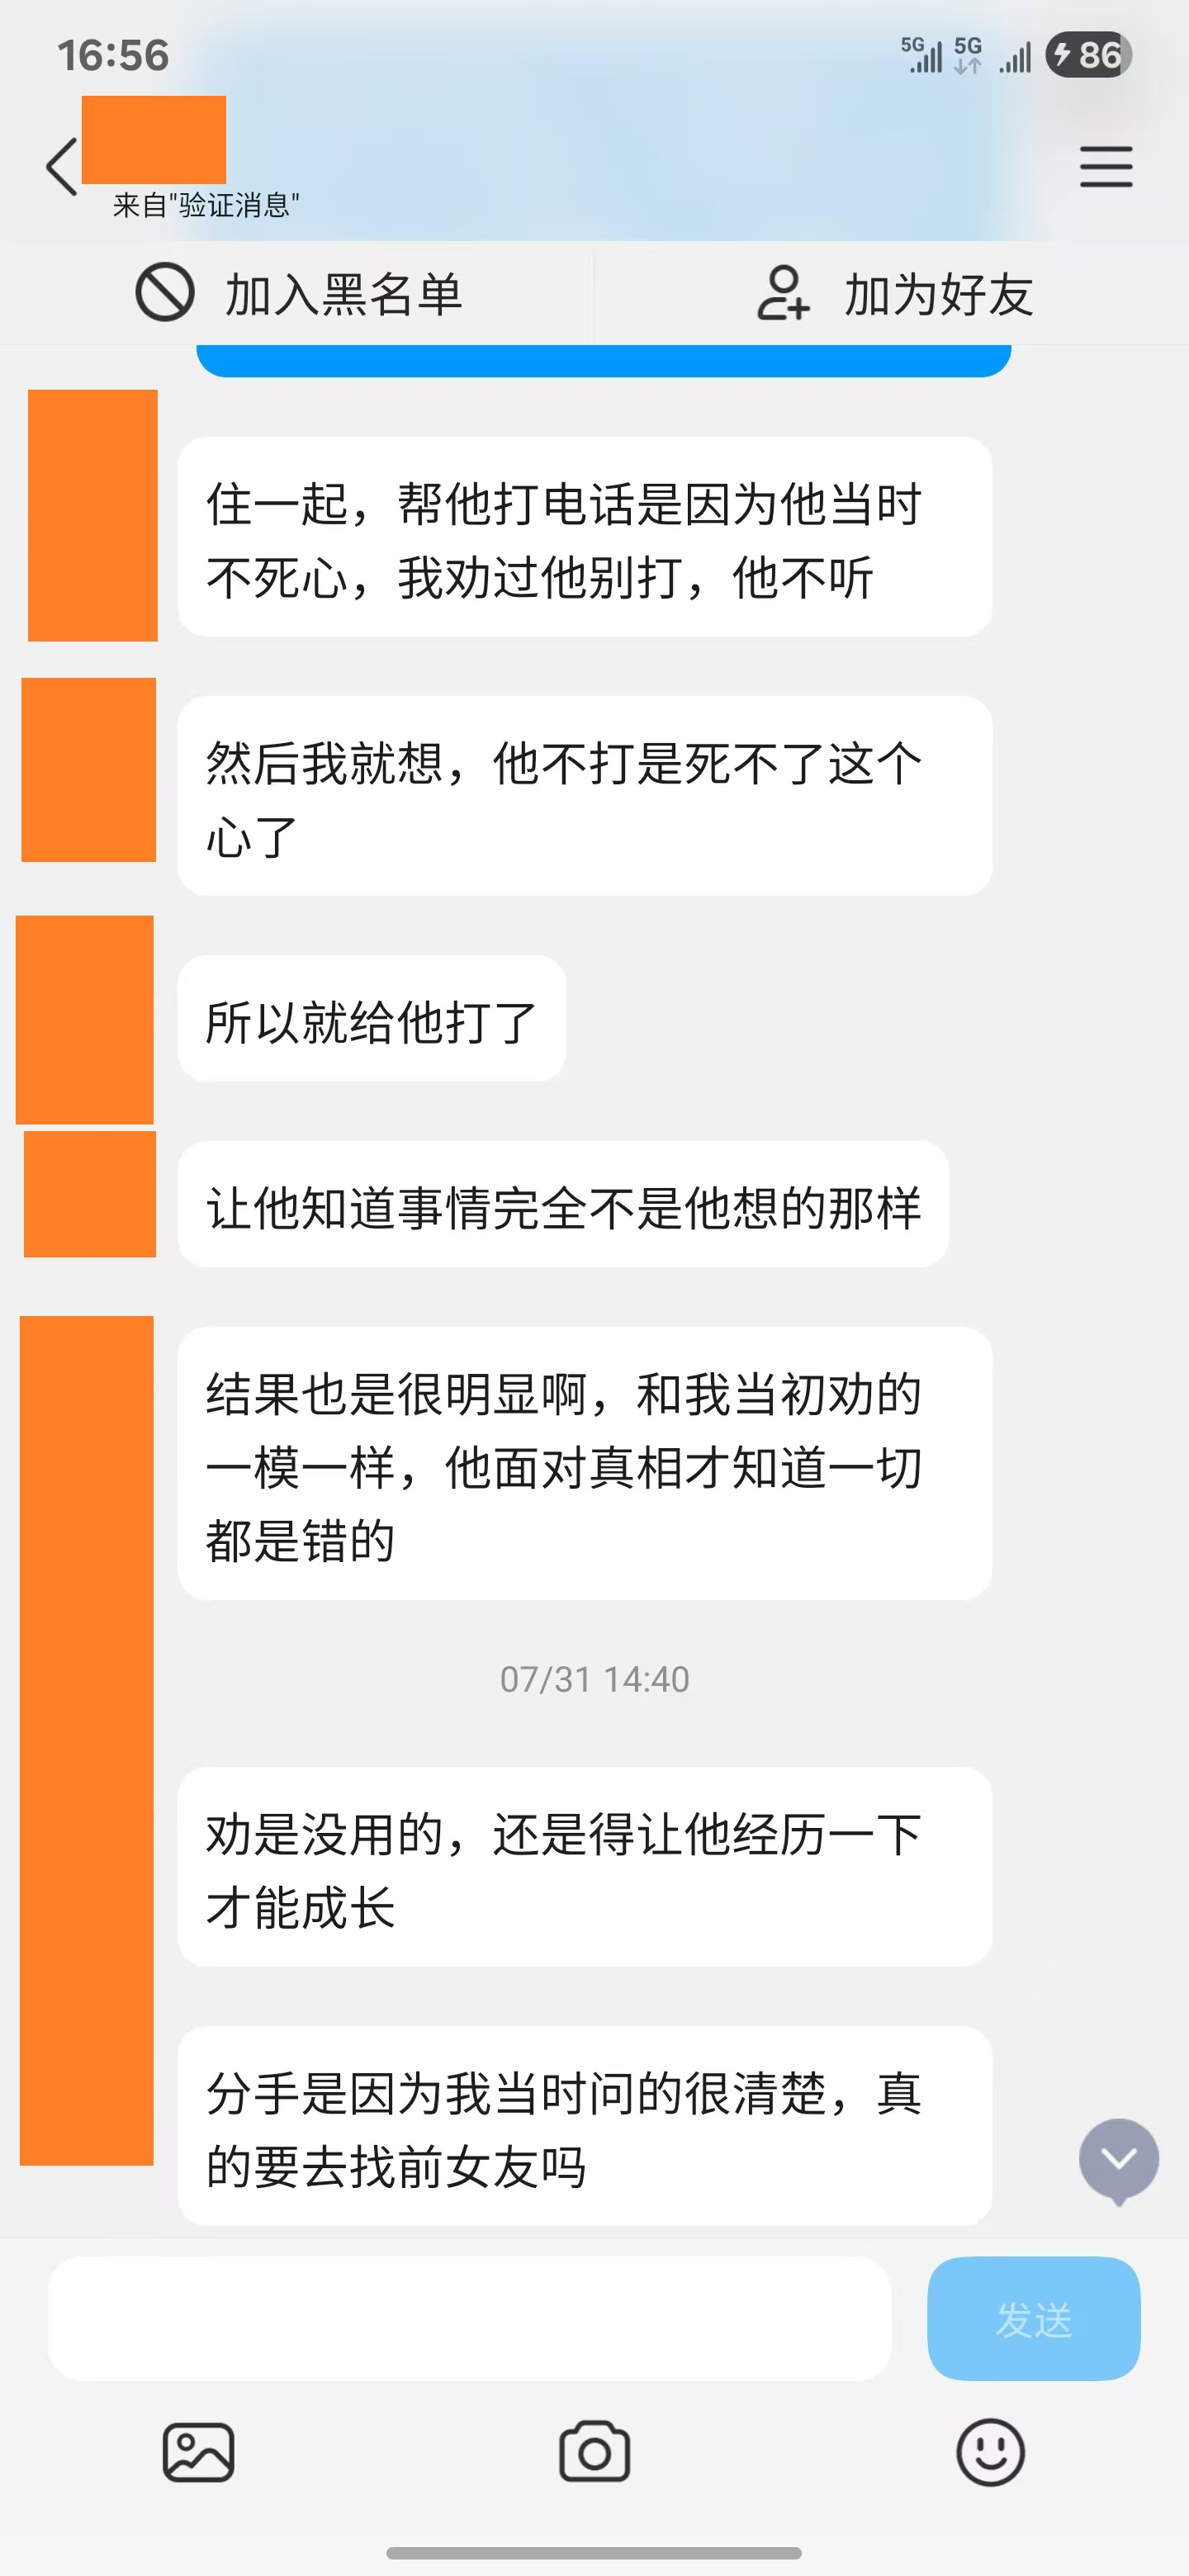 16:56
5G 5G 86
来自"验证消息"
加入黑名单 加为好友
住一起，帮他打电话是因为他当时
不死心，我劝过他别打，他不听
然后我就想，他不打是死不了这个
心了
所以就给他打了
让他知道事情完全不是他想的那样
结果也是很明显啊，和我当初劝的
一模一样，他面对真相才知道一切
都是错的
07/31 14:40
劝是没用的，还是得让他经历一下
才能成长
分手是因为我当时问的很清楚，真
的要去找前女友吗
发送